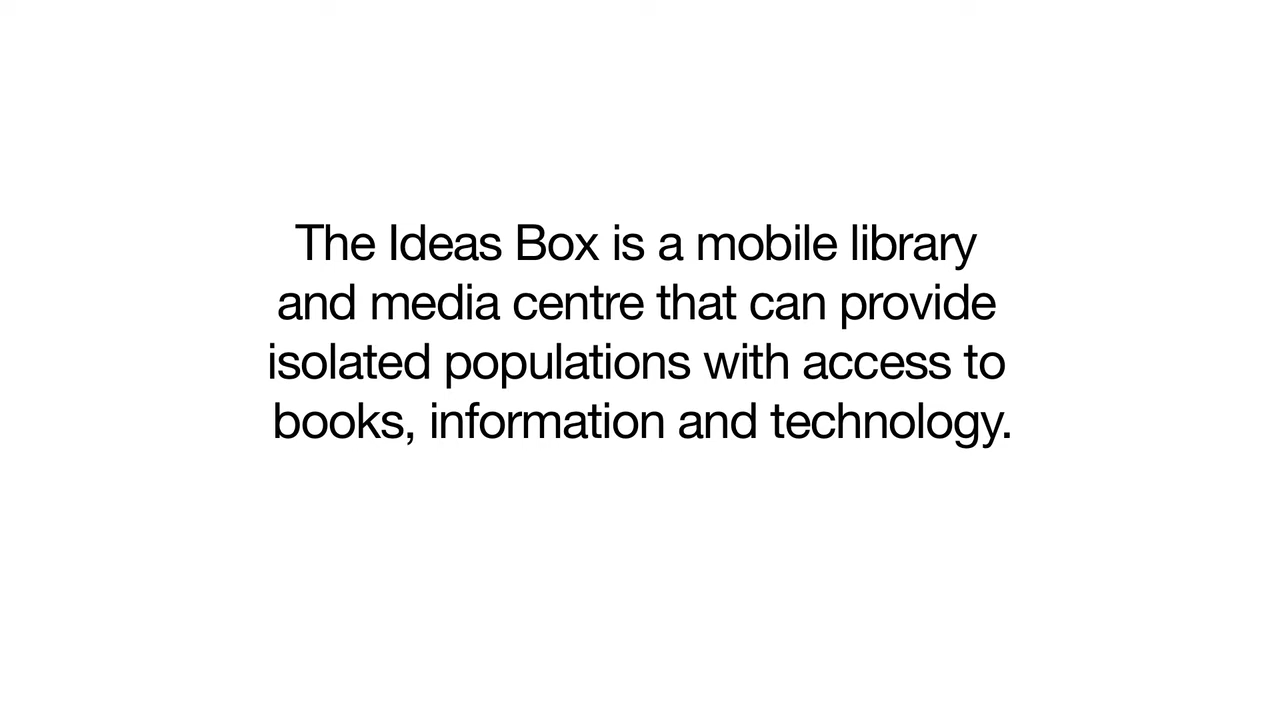 The Ideas Box is a mobile library
and media centre that can provide
isolated populations with access to
books, information and technology.